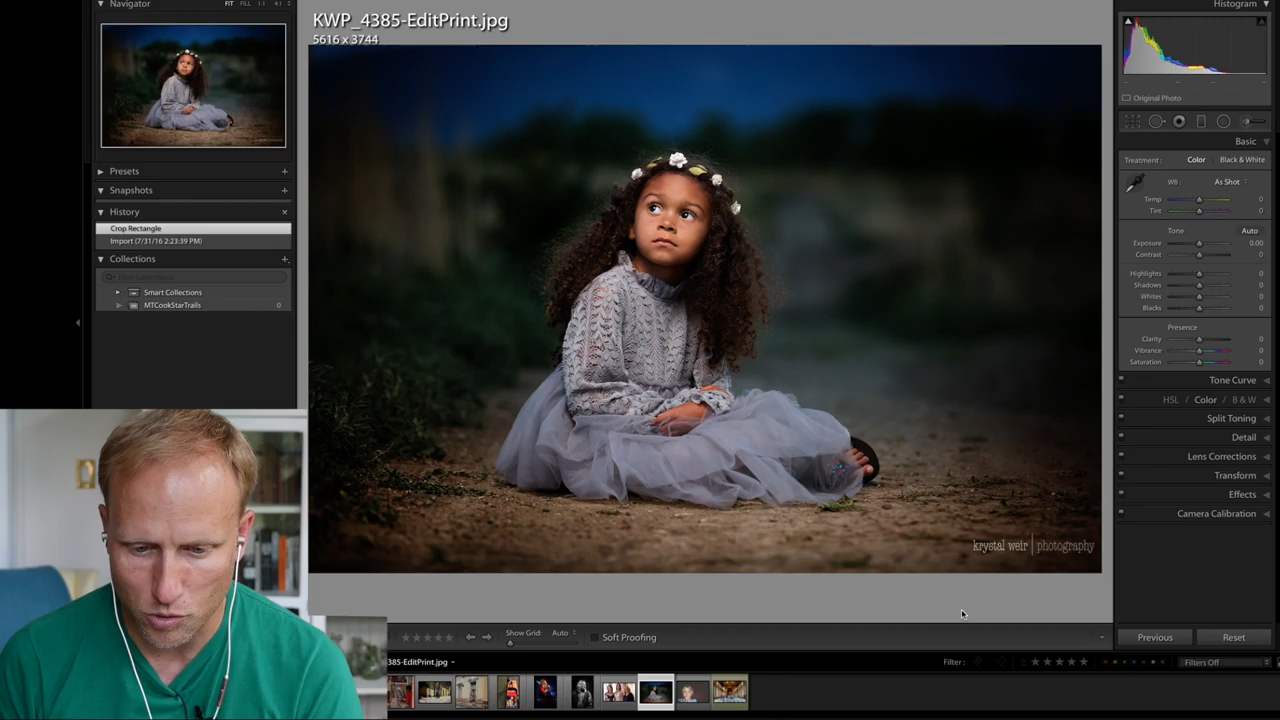 Navigator
FIT FILL 1:1 4:1
Presets
Snapshots
History
Crop Rectangle
Import (7/31/16 2:23:39 PM)
Collections
Filter Collections
Smart Collections
MTCookStarTrails 0
KWP_4385-EditPrint.jpg
5616 x 3744
krystal weir | photography
Show Grid: Auto
Soft Proofing
385-EditPrint.jpg
Filter :
Filters Off
Histogram
Original Photo
Basic
Treatment : Color Black & White
WB : As Shot
Temp 0
Tint 0
Tone Auto
Exposure 0.00
Contrast 0
Highlights 0
Shadows 0
Whites 0
Blacks 0
Presence
Clarity 0
Vibrance 0
Saturation 0
Tone Curve
HSL / Color / B & W
Split Toning
Detail
Lens Corrections
Transform
Effects
Camera Calibration
Previous Reset